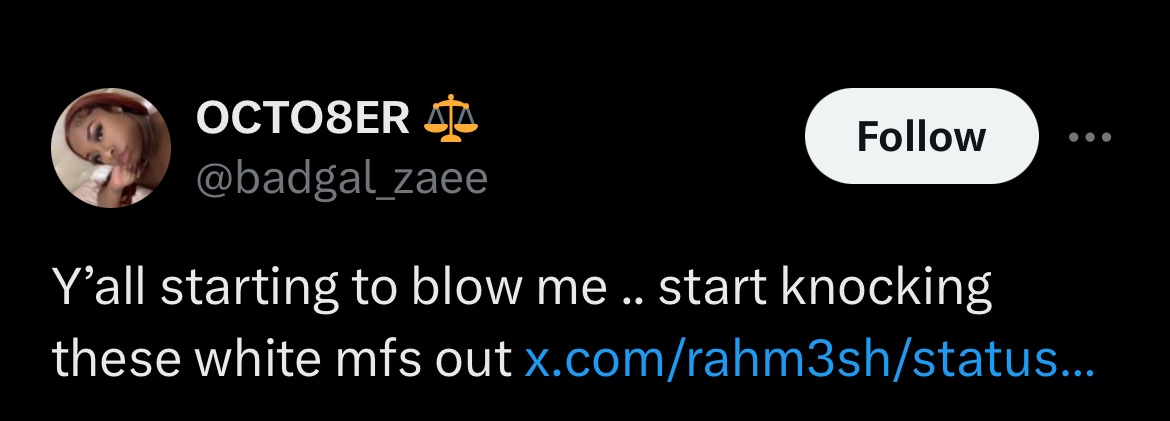 OCTO8ER ⚖️
@badgal_zaee
Follow
Y’all starting to blow me .. start knocking
these white mfs out x.com/rahm3sh/status...